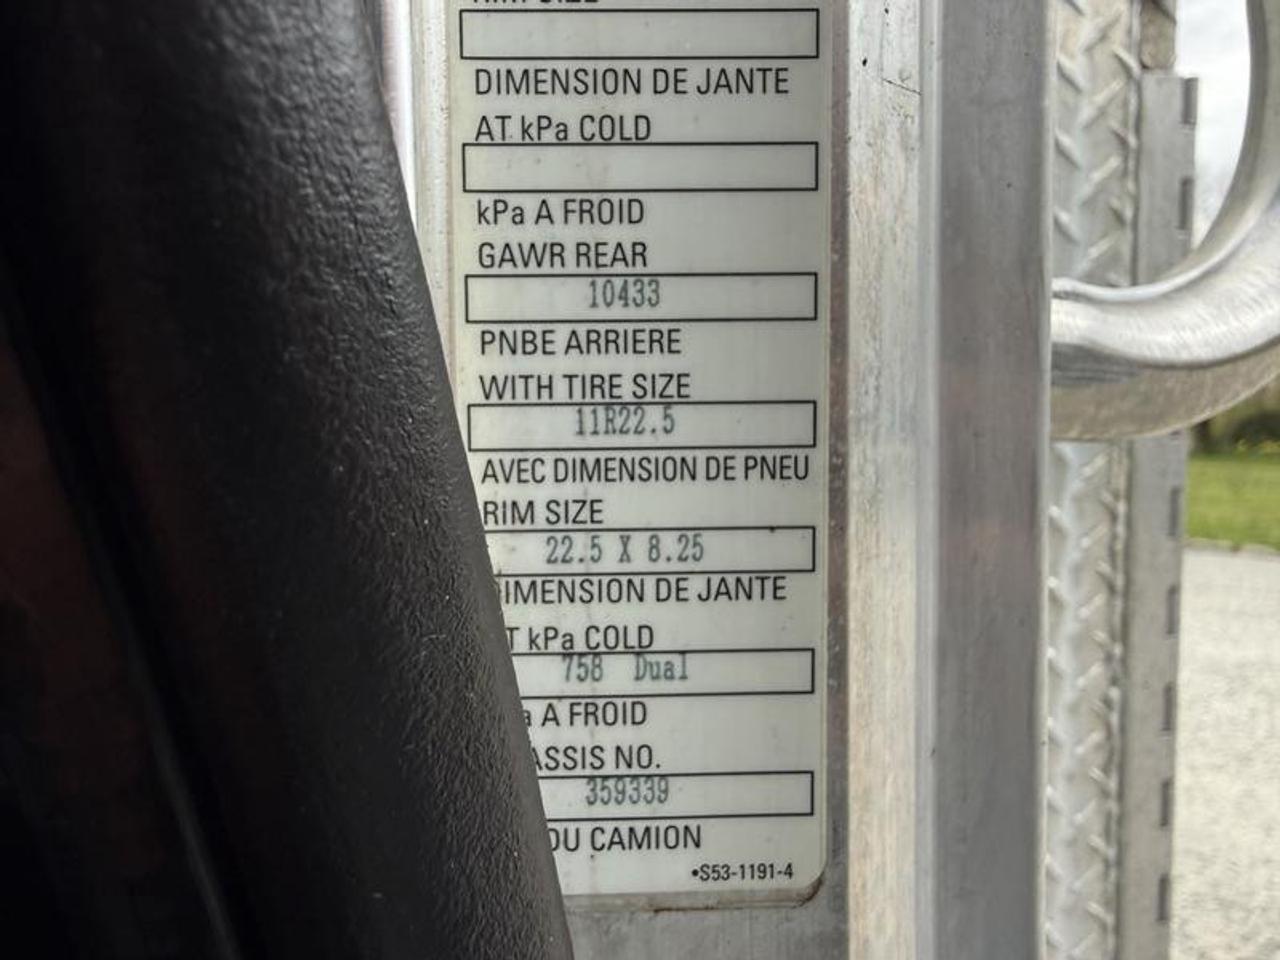 RIM SIZE
DIMENSION DE JANTE
AT kPa COLD
kPa A FROID
GAWR REAR
10433
PNBE ARRIERE
WITH TIRE SIZE
11R22.5
AVEC DIMENSION DE PNEU
RIM SIZE
22.5 X 8.25
IMENSION DE JANTE
T kPa COLD
758 Dual
a A FROID
ASSIS NO.
359339
DU CAMION
•S53-1191-4